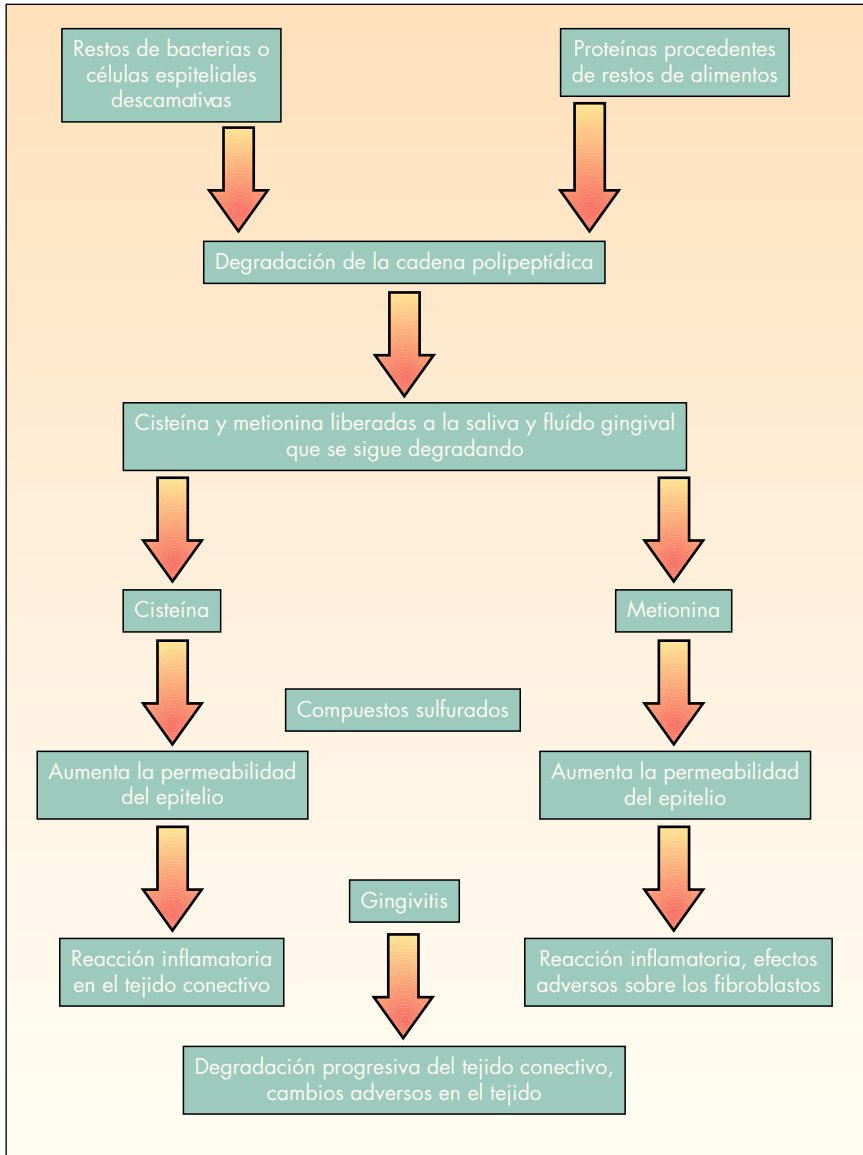 Restos de bacterias o
células espiteliales
descamativas
Proteínas procedentes
de restos de alimentos
Degradación de la cadena polipeptídica
Cisteína y metionina liberadas a la saliva y fluído gingival
que se sigue degradando
Cisteína
Metionina
Compuestos sulfurados
Aumenta la permeabilidad
del epitelio
Aumenta la permeabilidad
del epitelio
Gingivitis
Reacción inflamatoria
en el tejido conectivo
Reacción inflamatoria, efectos
adversos sobre los fibroblastos
Degradación progresiva del tejido conectivo,
cambios adversos en el tejido